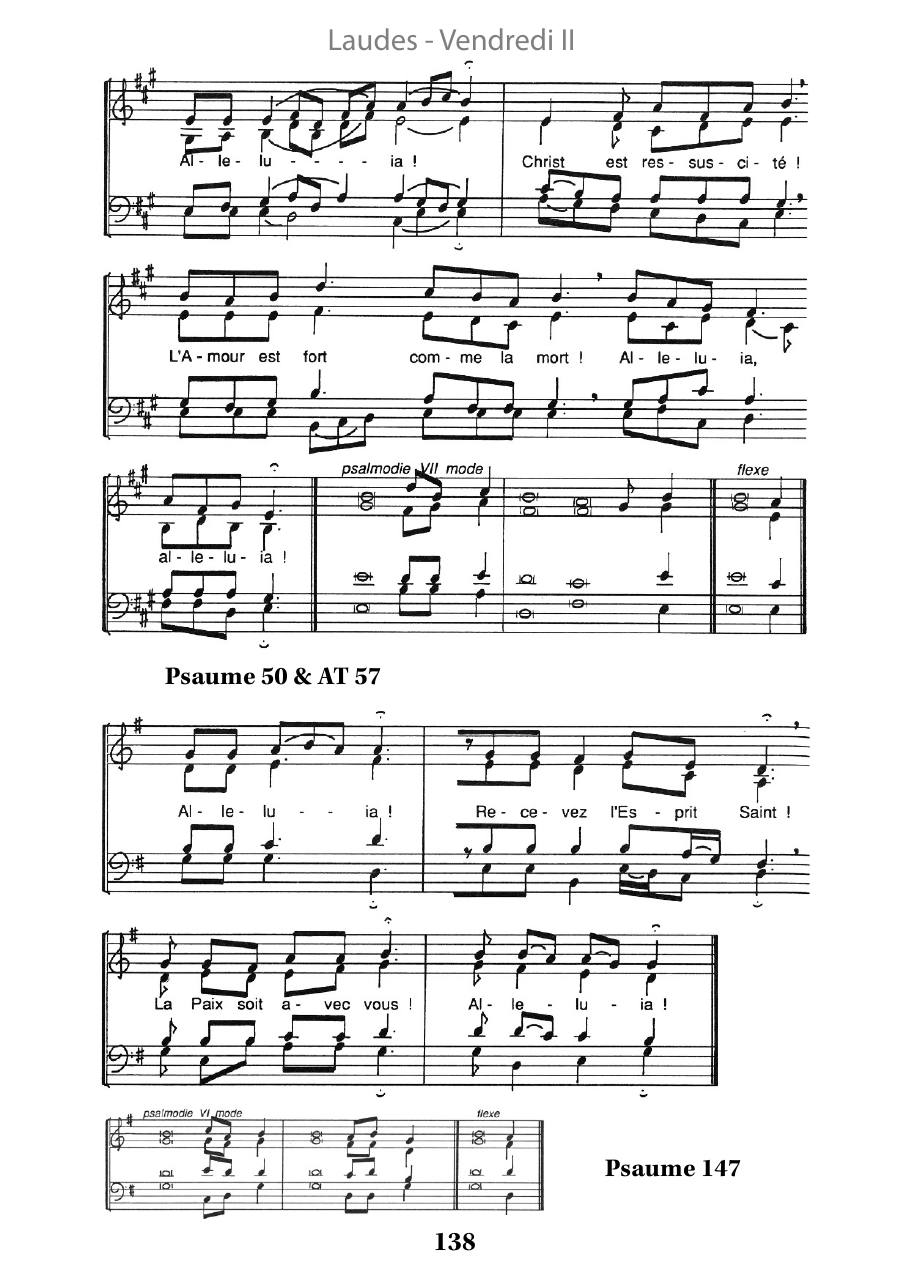 Laudes - Vendredi II
Al - le - lu - - - ia ! Christ est res - sus - ci - té !
L'A - mour est fort com - me la mort ! Al - le - lu - ia,
psalmodie VII mode flexe
al - le - lu - ia !
Psaume 50 & AT 57
Al - le - lu - - ia ! Re - ce - vez l'Es - prit Saint !
La Paix soit a - vec vous ! Al - le - lu - ia !
psalmodie VI mode flexe
Psaume 147
138